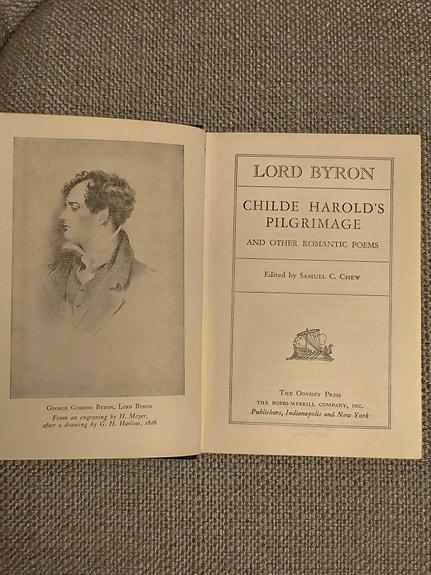 GEORGE GORDON BYRON, LORD BYRON
From an engraving by H. Meyer,
after a drawing by G. H. Harlow, 1816
LORD BYRON
CHILDE HAROLD'S
PILGRIMAGE
AND OTHER ROMANTIC POEMS
Edited by SAMUEL C. CHEW
THE ODYSSEY PRESS
THE BOBBS-MERRILL COMPANY, INC.
Publishers, Indianapolis and New York